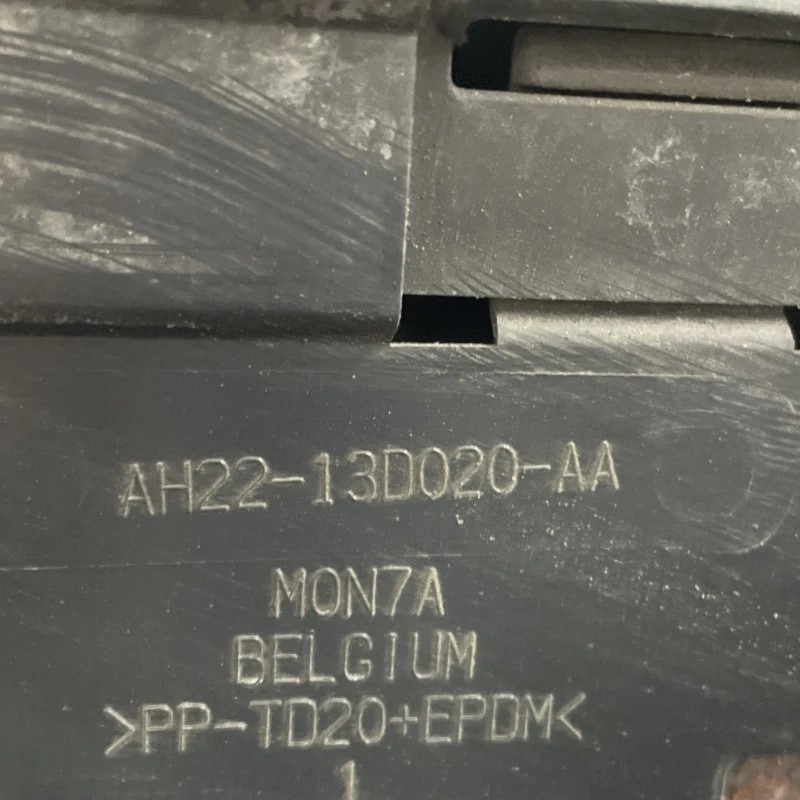 AH22-13D020-AA
MON7A
BELGIUM
>PP-TD20+EPDM<
1